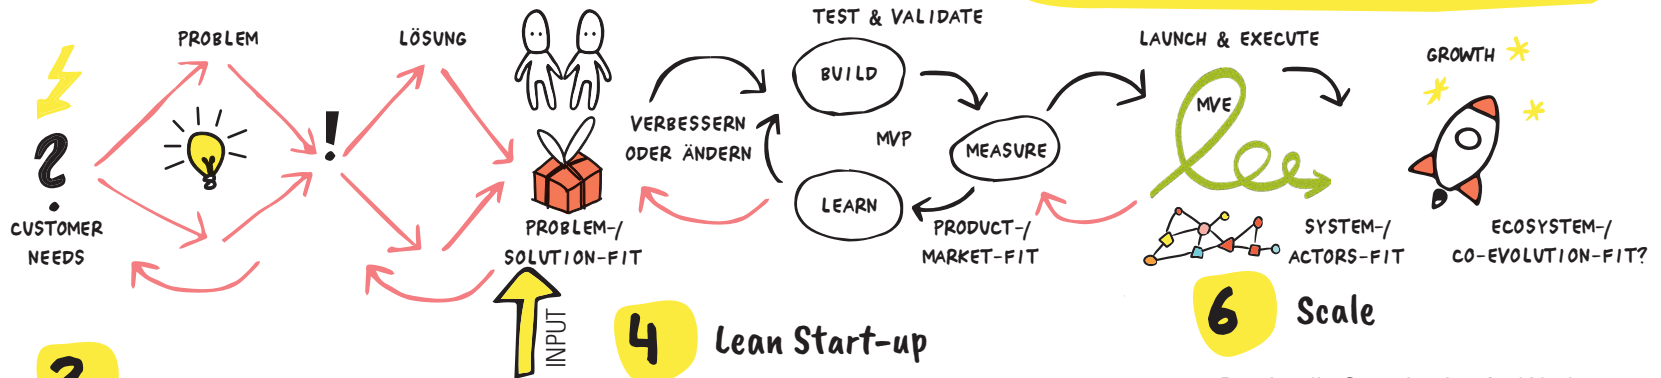 TEST & VALIDATE
PROBLEM
LÖSUNG
LAUNCH & EXECUTE
GROWTH
BUILD
MVE
!
VERBESSERN
ODER ÄNDERN
MVP
MEASURE
?
LEARN
CUSTOMER
NEEDS
PROBLEM-/
SOLUTION-FIT
PRODUCT-/
MARKET-FIT
SYSTEM-/
ACTORS-FIT
ECOSYSTEM-/
CO-EVOLUTION-FIT?
INPUT
4 Lean Start-up
6 Scale